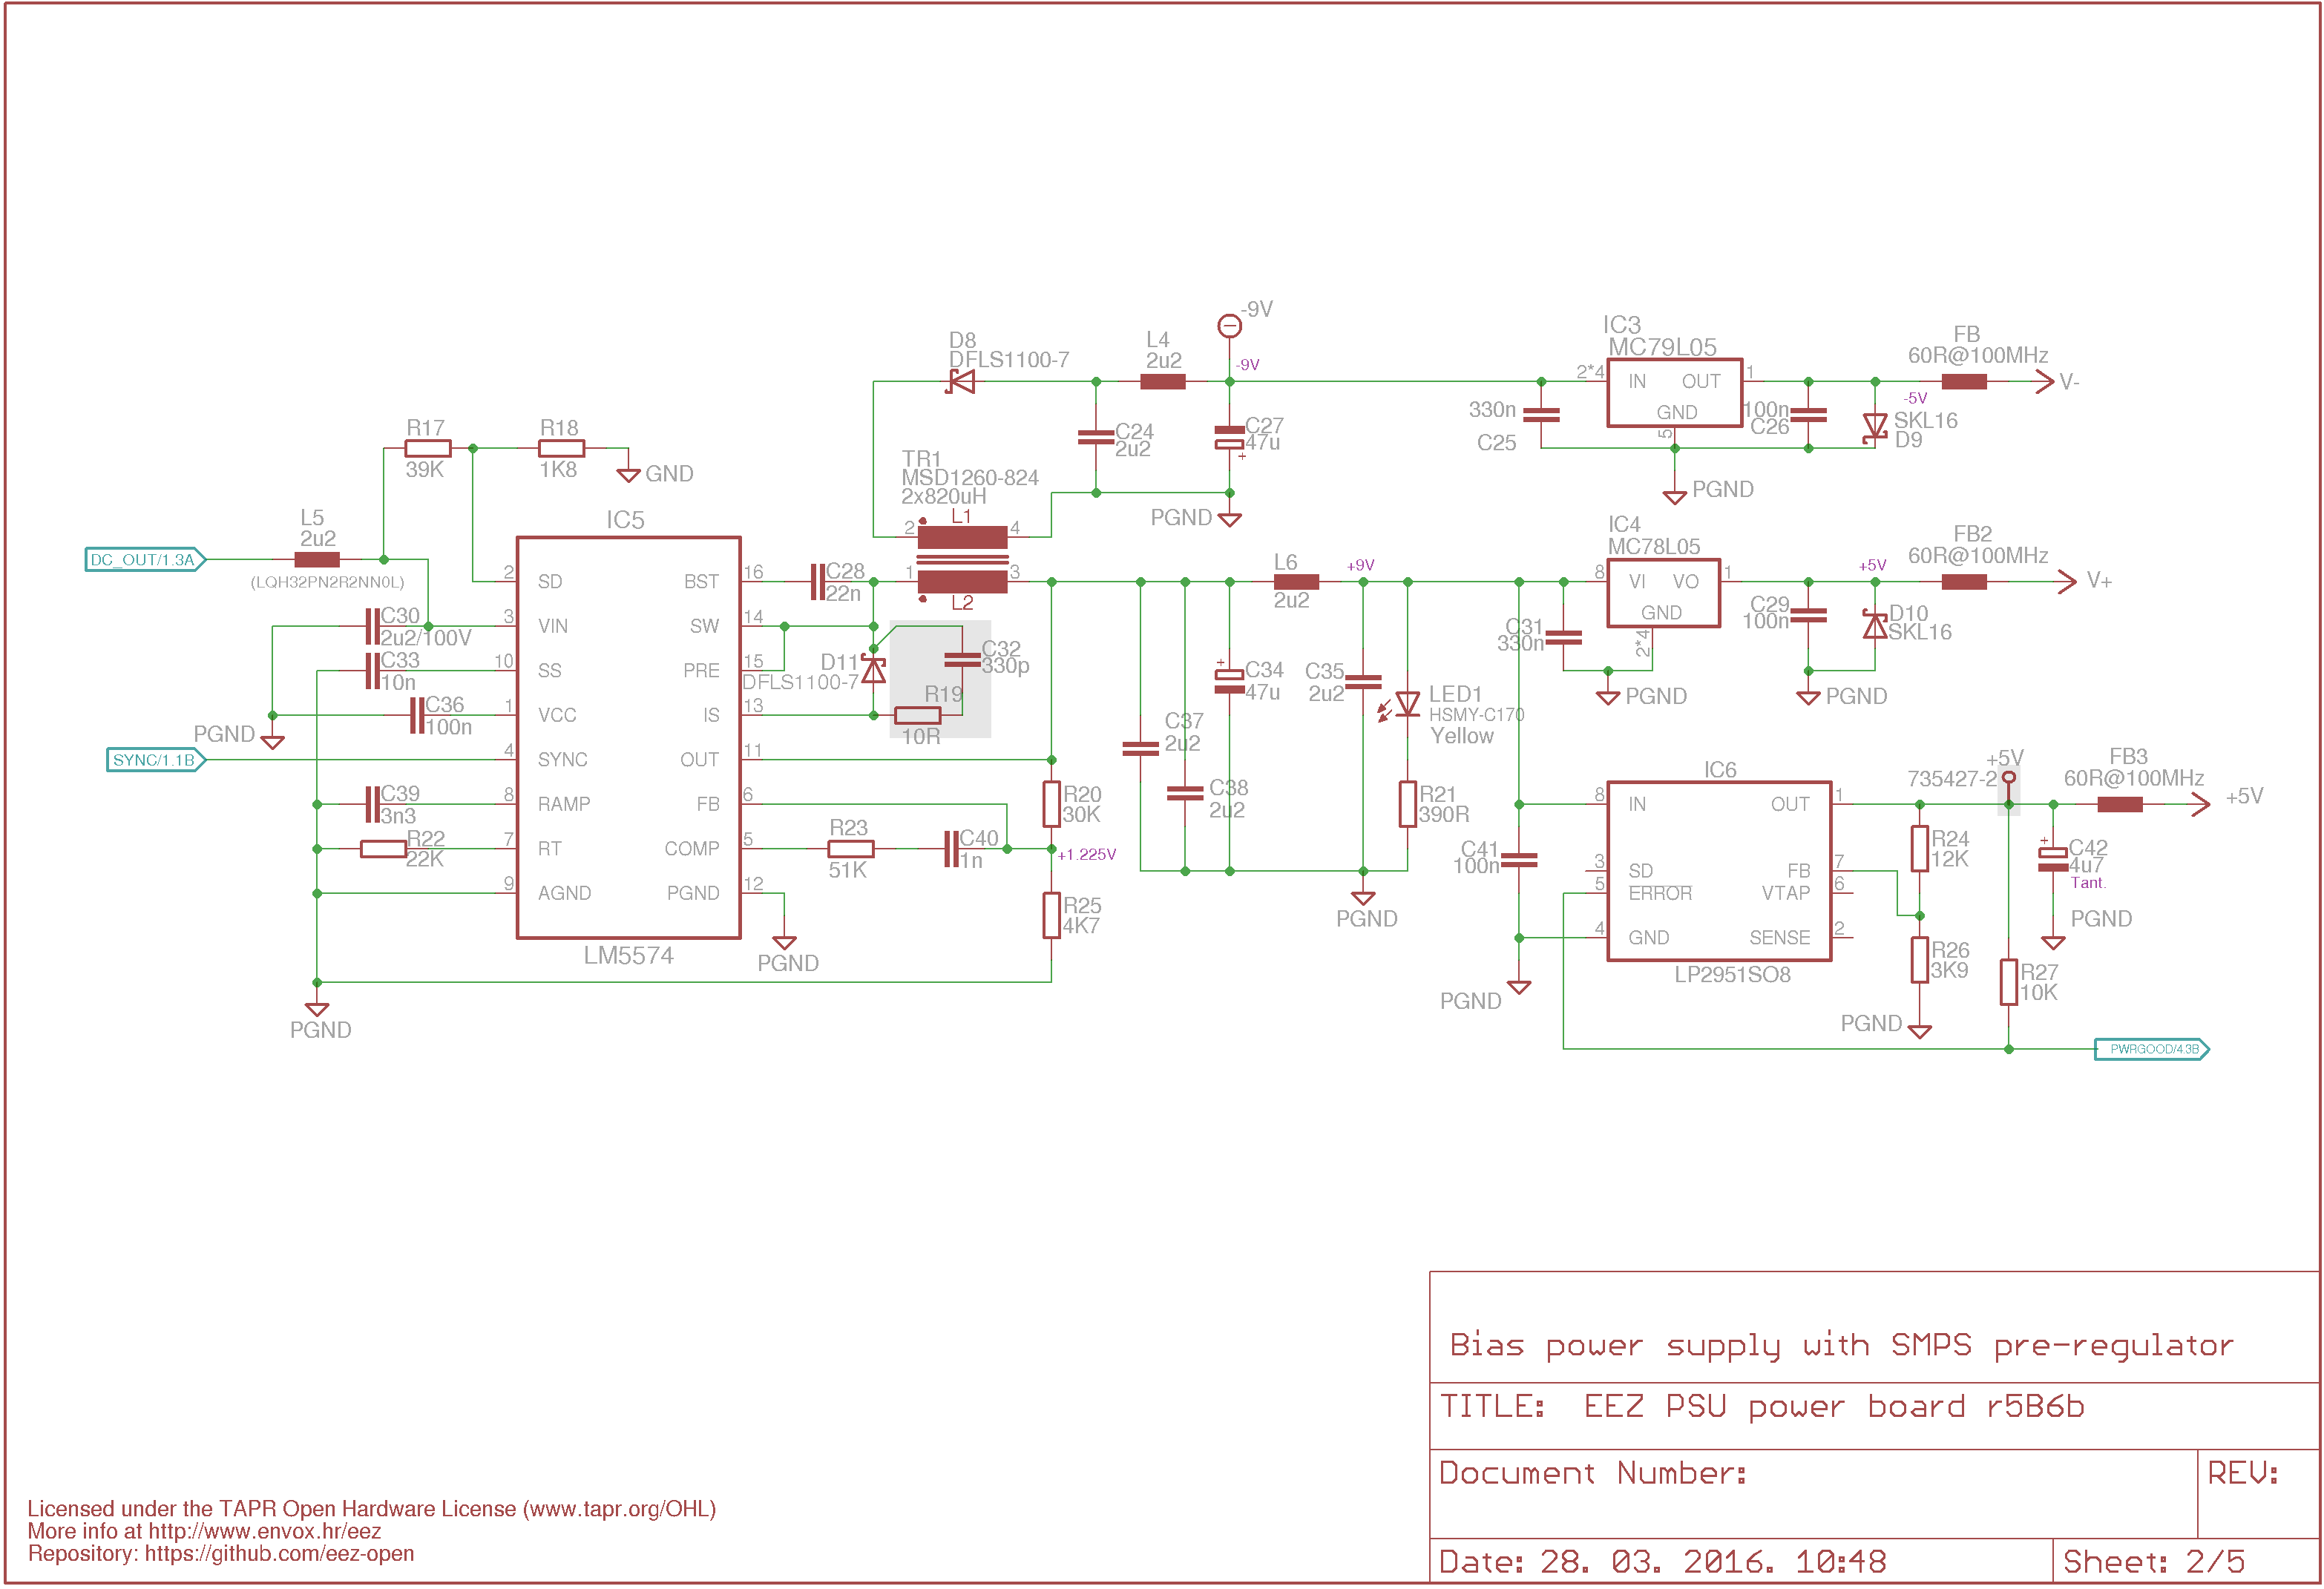 -9V
D8
DFLS1100-7
L4
2u2
-9V
IC3
MC79L05
2*4
IN
OUT
1
GND
5
330n
C25
100n
C26
-5V
SKL16
D9
FB
60R@100MHz
V-
C24
2u2
C27
47u
+
PGND
PGND
R17
39K
R18
1K8
GND
TR1
MSD1260-824
2x820uH
L1
2
4
1
3
L2
L5
2u2
DC_OUT/1.3A
(LQH32PN2R2NN0L)
IC5
2
SD
BST
16
3
VIN
SW
14
10
SS
PRE
15
1
VCC
IS
13
4
SYNC
OUT
11
8
RAMP
FB
6
7
RT
COMP
5
9
AGND
PGND
12
LM5574
C30
2u2/100V
C33
10n
C36
100n
PGND
SYNC/1.1B
C39
3n3
R22
22K
PGND
C28
22n
D11
DFLS1100-7
C32
330p
R19
10R
R23
51K
C40
1n
PGND
R20
30K
+1.225V
R25
4K7
L6
2u2
+9V
C37
2u2
C38
2u2
+
C34
47u
C35
2u2
LED1
HSMY-C170
Yellow
R21
390R
PGND
IC4
MC78L05
8
VI
VO
1
GND
2*4
C31
330n
PGND
C29
100n
+5V
D10
SKL16
PGND
FB2
60R@100MHz
V+
IC6
8
IN
OUT
1
3
SD
FB
7
5
ERROR
VTAP
6
4
GND
SENSE
2
LP2951SO8
C41
100n
PGND
+5V
735427-2
FB3
60R@100MHz
+5V
R24
12K
+
C42
4u7
Tant.
PGND
R26
3K9
PGND
R27
10K
PWRGOOD/4.3B
Bias power supply with SMPS pre-regulator
TITLE: EEZ PSU power board r5B6b
Document Number:
REV:
Date: 28. 03. 2016. 10:48
Sheet: 2/5
Licensed under the TAPR Open Hardware License (www.tapr.org/OHL)
More info at http://www.envox.hr/eez
Repository: https://github.com/eez-open